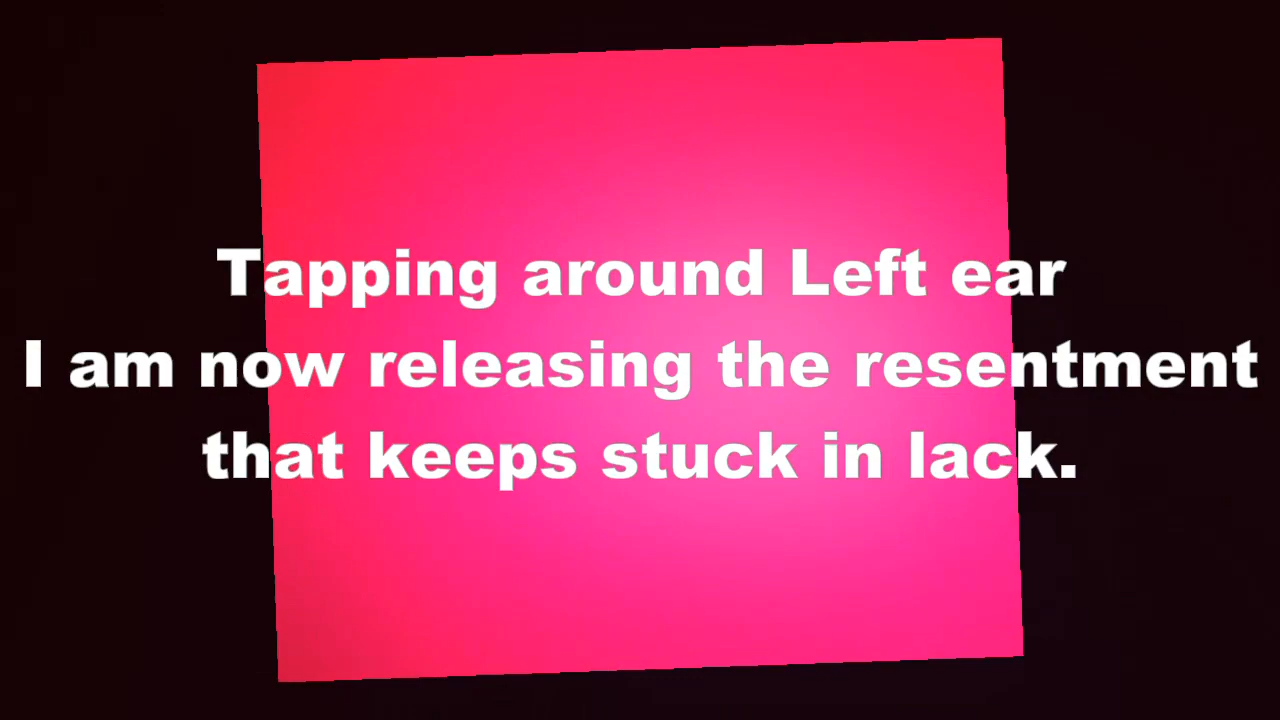 Tapping around Left ear
I am now releasing the resentment
that keeps stuck in lack.